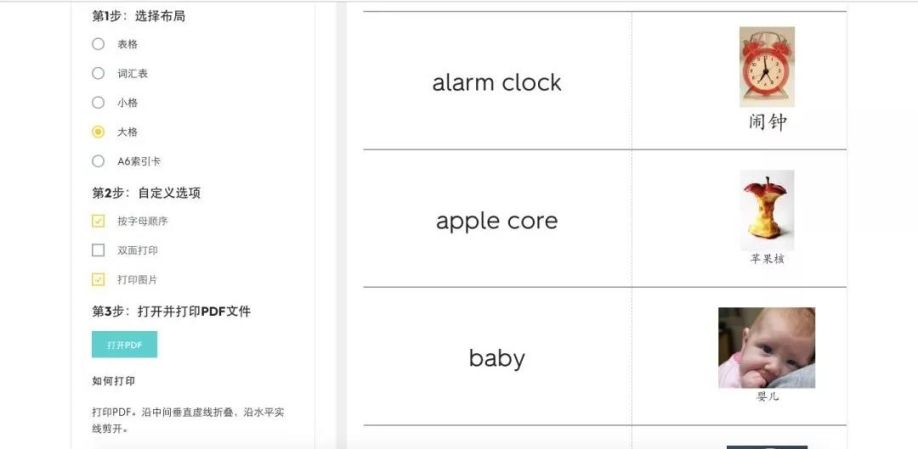 第1步：选择布局
表格
词汇表
小格
大格
A6索引卡
第2步：自定义选项
按字母顺序
双面打印
打印图片
第3步：打开并打印PDF文件
打开PDF
如何打印
打印PDF。沿中间垂直虚线折叠，沿水平实
线剪开。
alarm clock
闹钟
apple core
苹果核
baby
婴儿